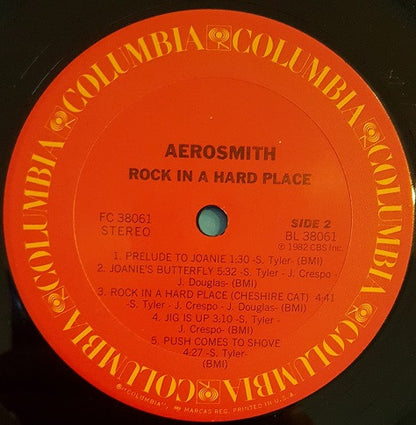 COLUMBIA COLUMBIA COLUMBIA COLUMBIA COLUMBIA COLUMBIA
AEROSMITH
ROCK IN A HARD PLACE
FC 38061
STEREO
SIDE 2
BL 38061
℗ 1982 CBS Inc.
1. PRELUDE TO JOANIE 1:30 -S. Tyler- (BMI)
2. JOANIE'S BUTTERFLY 5:32 -S. Tyler - J. Crespo -
J. Douglas- (BMI)
3. ROCK IN A HARD PLACE (CHESHIRE CAT) 4:41
-S. Tyler - J. Crespo - J. Douglas- (BMI)
4. JIG IS UP 3:10 -S. Tyler -
J. Crespo- (BMI)
5. PUSH COMES TO SHOVE
4:27 -S. Tyler-
(BMI)
® "COLUMBIA", MARCAS REG. PRINTED IN U.S.A.